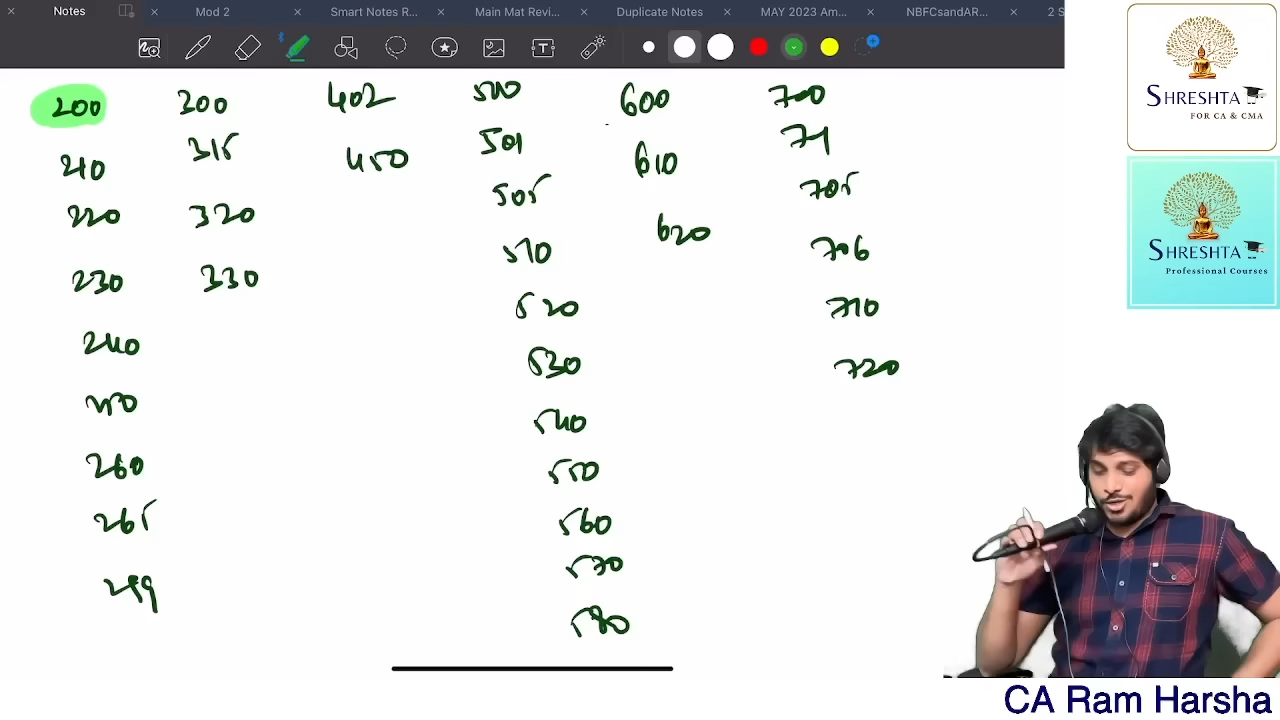 Notes
Mod 2
Smart Notes R...
Main Mat Revi...
Duplicate Notes
MAY 2023 Am...
NBFCsandAR...
2 S
200
210
220
230
240
250
260
265
299
300
315
320
330
402
450
500
501
505
510
520
530
540
550
560
570
580
600
610
620
700
701
705
706
710
720
SHRESHTA
FOR CA & CMA
SHRESHTA
Professional Courses
CA Ram Harsha